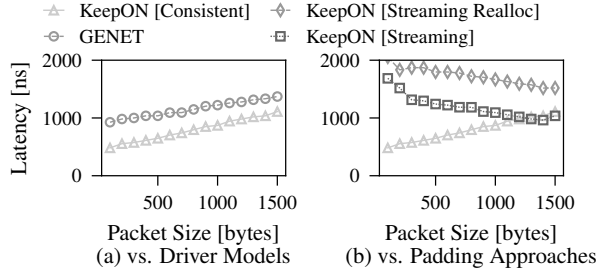 KeepON [Consistent]
KeepON [Streaming Realloc]
GENET
KeepON [Streaming]
Latency [ns]
2000
1000
0
500
1000
1500
Packet Size [bytes]
(a) vs. Driver Models
2000
1000
0
500
1000
1500
Packet Size [bytes]
(b) vs. Padding Approaches